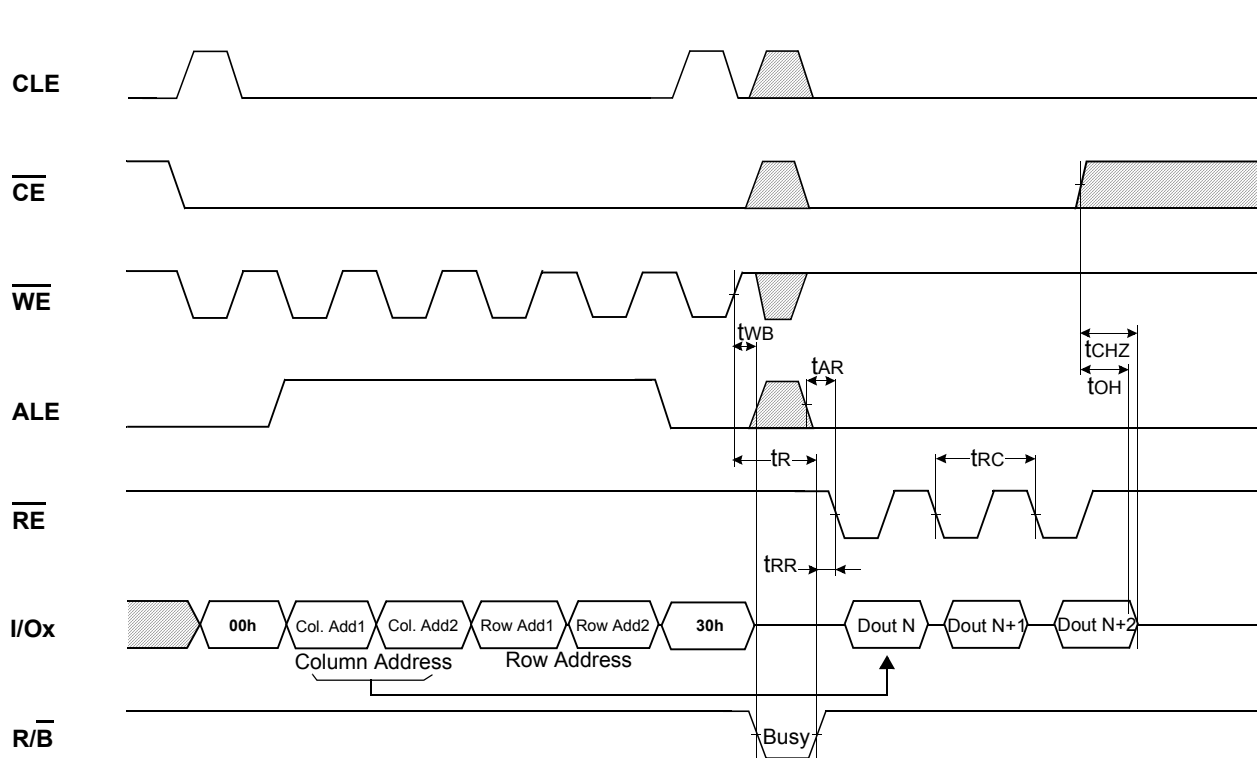 CLE
CE
WE
tWB
tCHZ
tAR
tOH
ALE
tR
tRC
RE
tRR
I/Ox
00h Col. Add1 Col. Add2 Row Add1 Row Add2 30h Dout N Dout N+1 Dout N+2
Column Address Row Address
R/B Busy